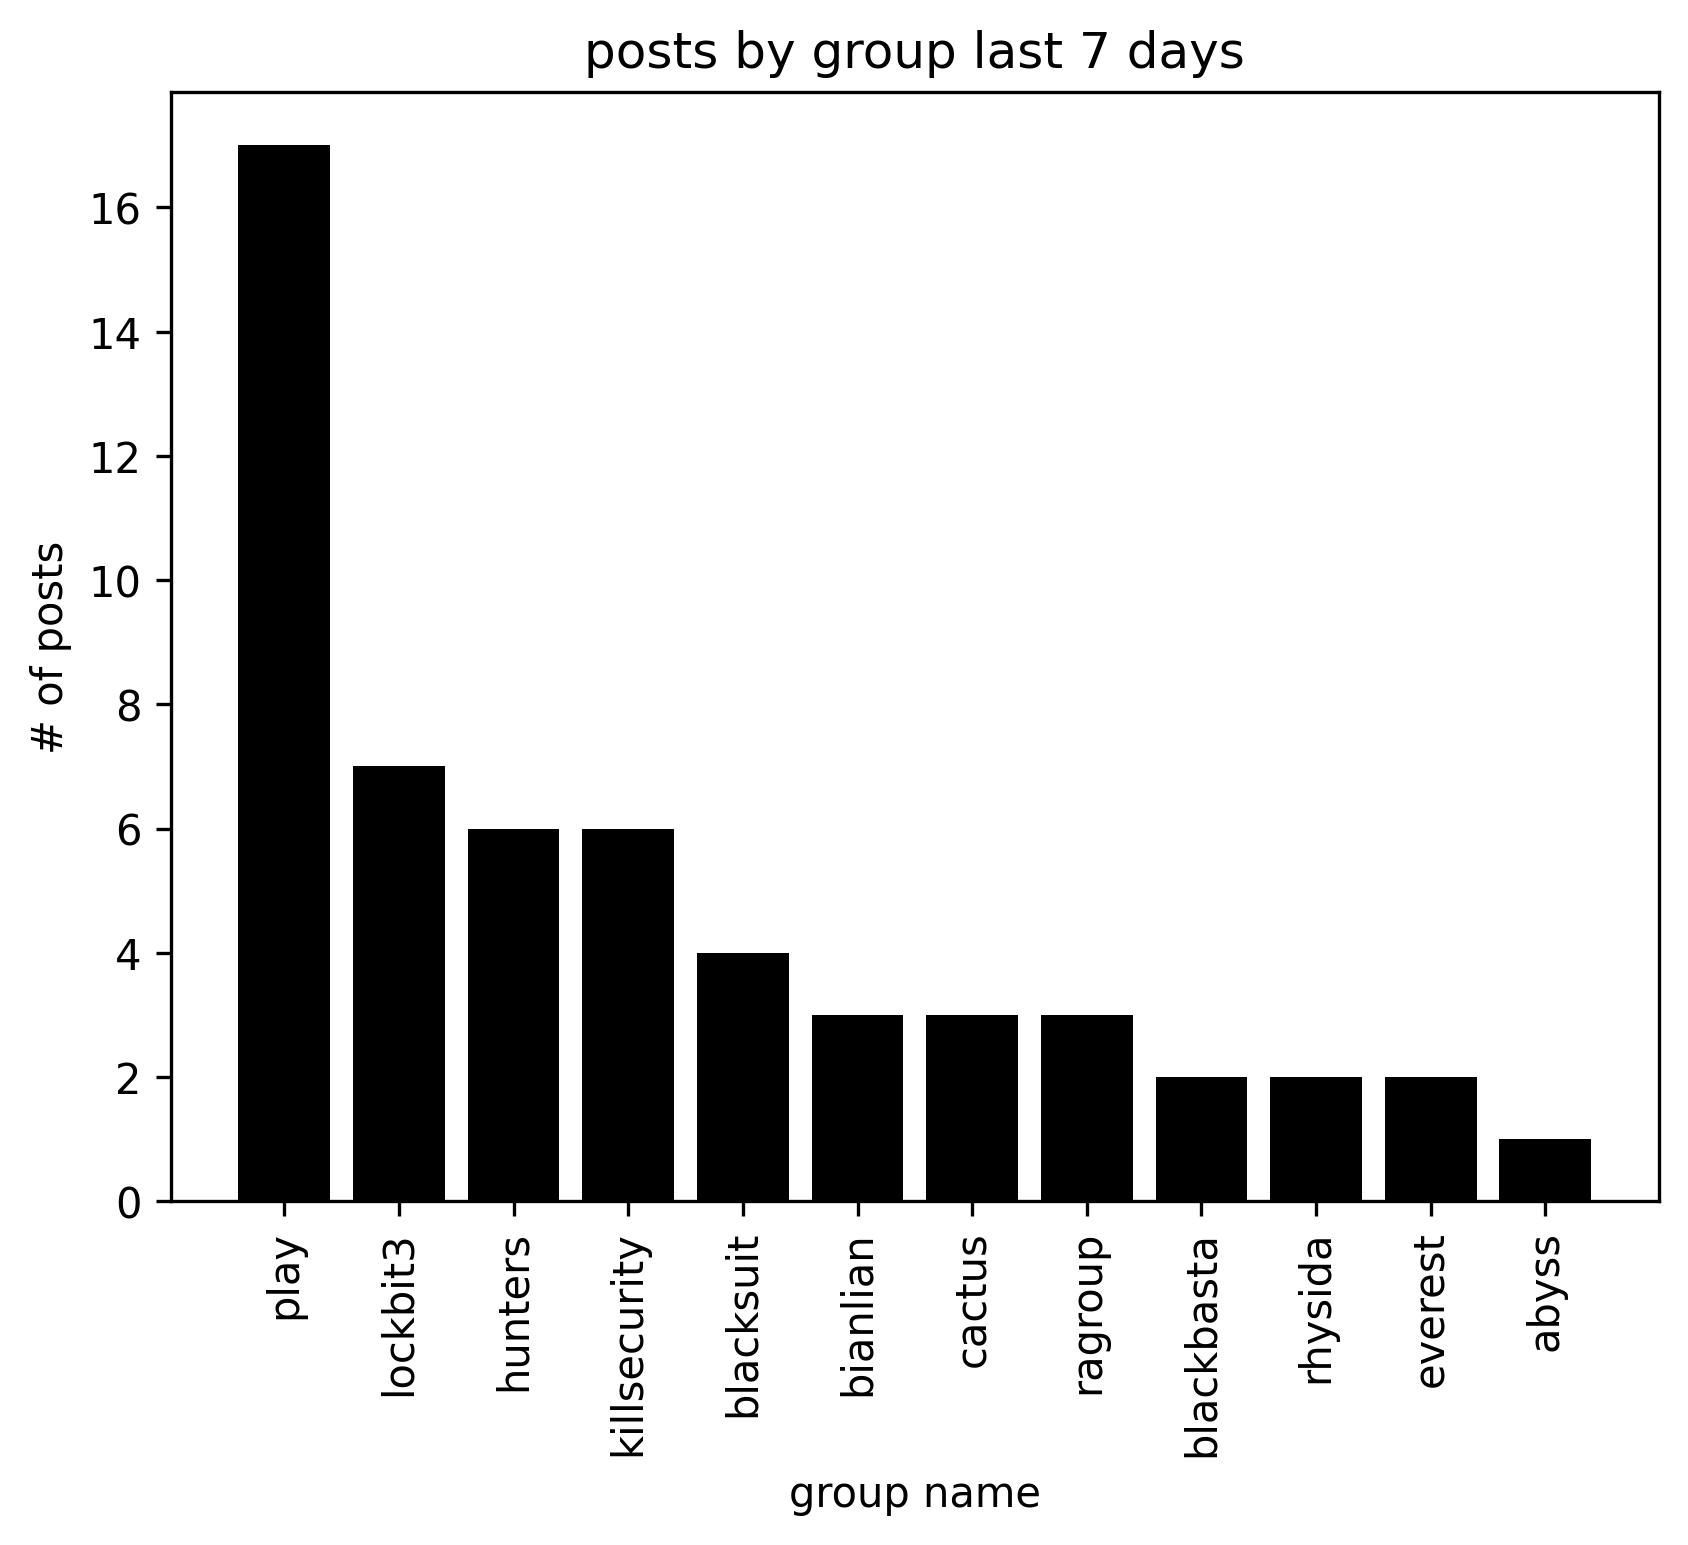 posts by group last 7 days
# of posts
16
14
12
10
8
6
4
2
0
play
lockbit3
hunters
killsecurity
blacksuit
bianlian
cactus
ragroup
blackbasta
rhysida
everest
abyss
group name